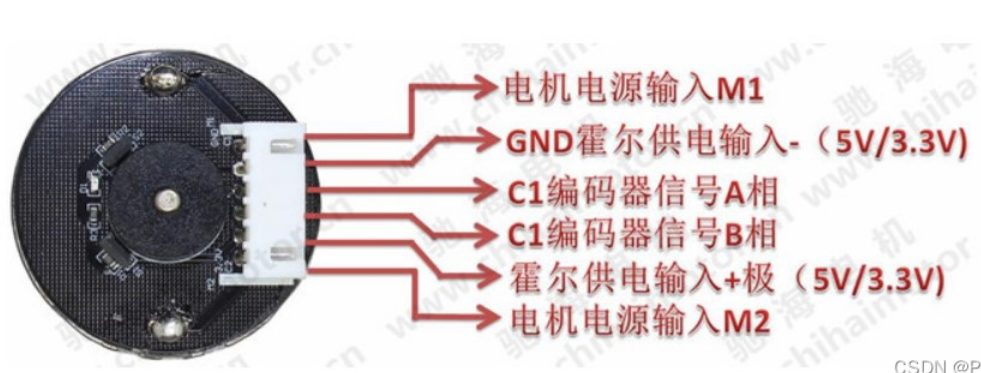 电机电源输入M1
GND霍尔供电输入-（5V/3.3V)
C1编码器信号A相
C1编码器信号B相
霍尔供电输入+极（5V/3.3V)
电机电源输入M2
CSDN @P